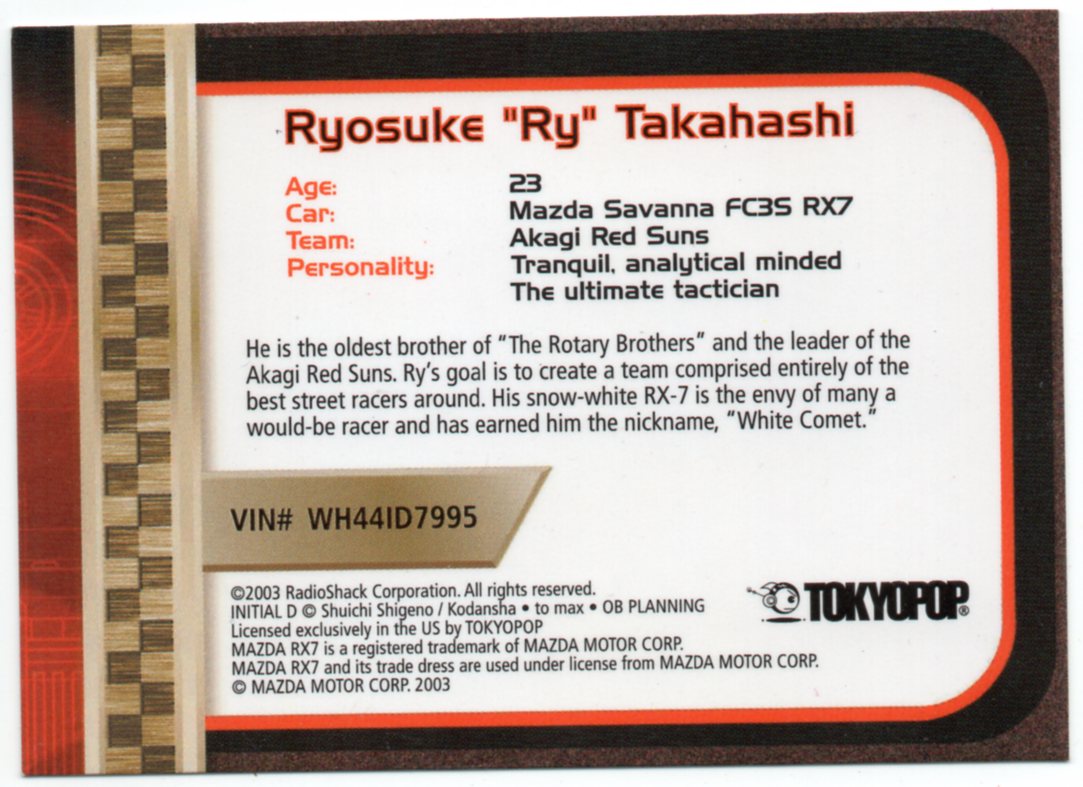 Ryosuke "Ry" Takahashi
Age: 23
Car: Mazda Savanna FC3S RX7
Team: Akagi Red Suns
Personality: Tranquil, analytical minded
The ultimate tactician
He is the oldest brother of “The Rotary Brothers” and the leader of the
Akagi Red Suns. Ry’s goal is to create a team comprised entirely of the
best street racers around. His snow-white RX-7 is the envy of many a
would-be racer and has earned him the nickname, “White Comet.”
VIN# WH44ID7995
©2003 RadioShack Corporation. All rights reserved.
INITIAL D © Shuichi Shigeno / Kodansha • to max • OB PLANNING
Licensed exclusively in the US by TOKYOPOP
MAZDA RX7 is a registered trademark of MAZDA MOTOR CORP.
MAZDA RX7 and its trade dress are used under license from MAZDA MOTOR CORP.
© MAZDA MOTOR CORP. 2003
TOKYOPOP®